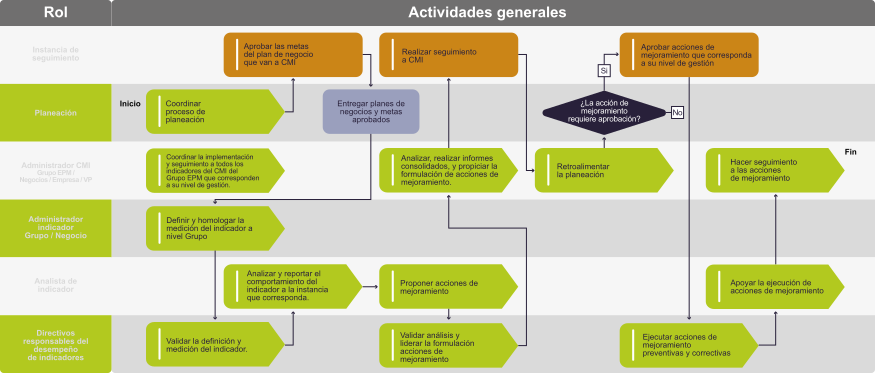 Rol
Actividades generales
Instancia de
seguimiento
Aprobar las metas
del plan de negocio
que van a CMI
Realizar seguimiento
a CMI
Aprobar acciones de
mejoramiento que corresponda
a su nivel de gestión
Si
Planeación
Inicio
Coordinar
proceso de
planeación
Entregar planes de
negocios y metas
aprobados
¿La acción de
mejoramiento
requiere aprobación?
No
Administrador CMI
Grupo EPM /
Negocios / Empresa / VP
Coordinar la implementación
y seguimiento a todos los
indicadores del CMI del
Grupo EPM que corresponden
a su nivel de gestión.
Analizar, realizar informes
consolidados, y propiciar la
formulación de acciones de
mejoramiento.
Retroalimentar
la planeación
Hacer seguimiento
a las acciones
de mejoramiento
Fin
Administrador
indicador
Grupo / Negocio
Definir y homologar la
medición del indicador a
nivel Grupo
Analista de
indicador
Analizar y reportar el
comportamiento del
indicador a la instancia
que corresponda.
Proponer acciones de
mejoramiento
Apoyar la ejecución de
acciones de mejoramiento
Directivos
responsables del
desempeño
de indicadores
Validar la definición y
medición del indicador.
Validar análisis y
liderar la formulación
acciones de
mejoramiento
Ejecutar acciones de
mejoramiento
preventivas y correctivas